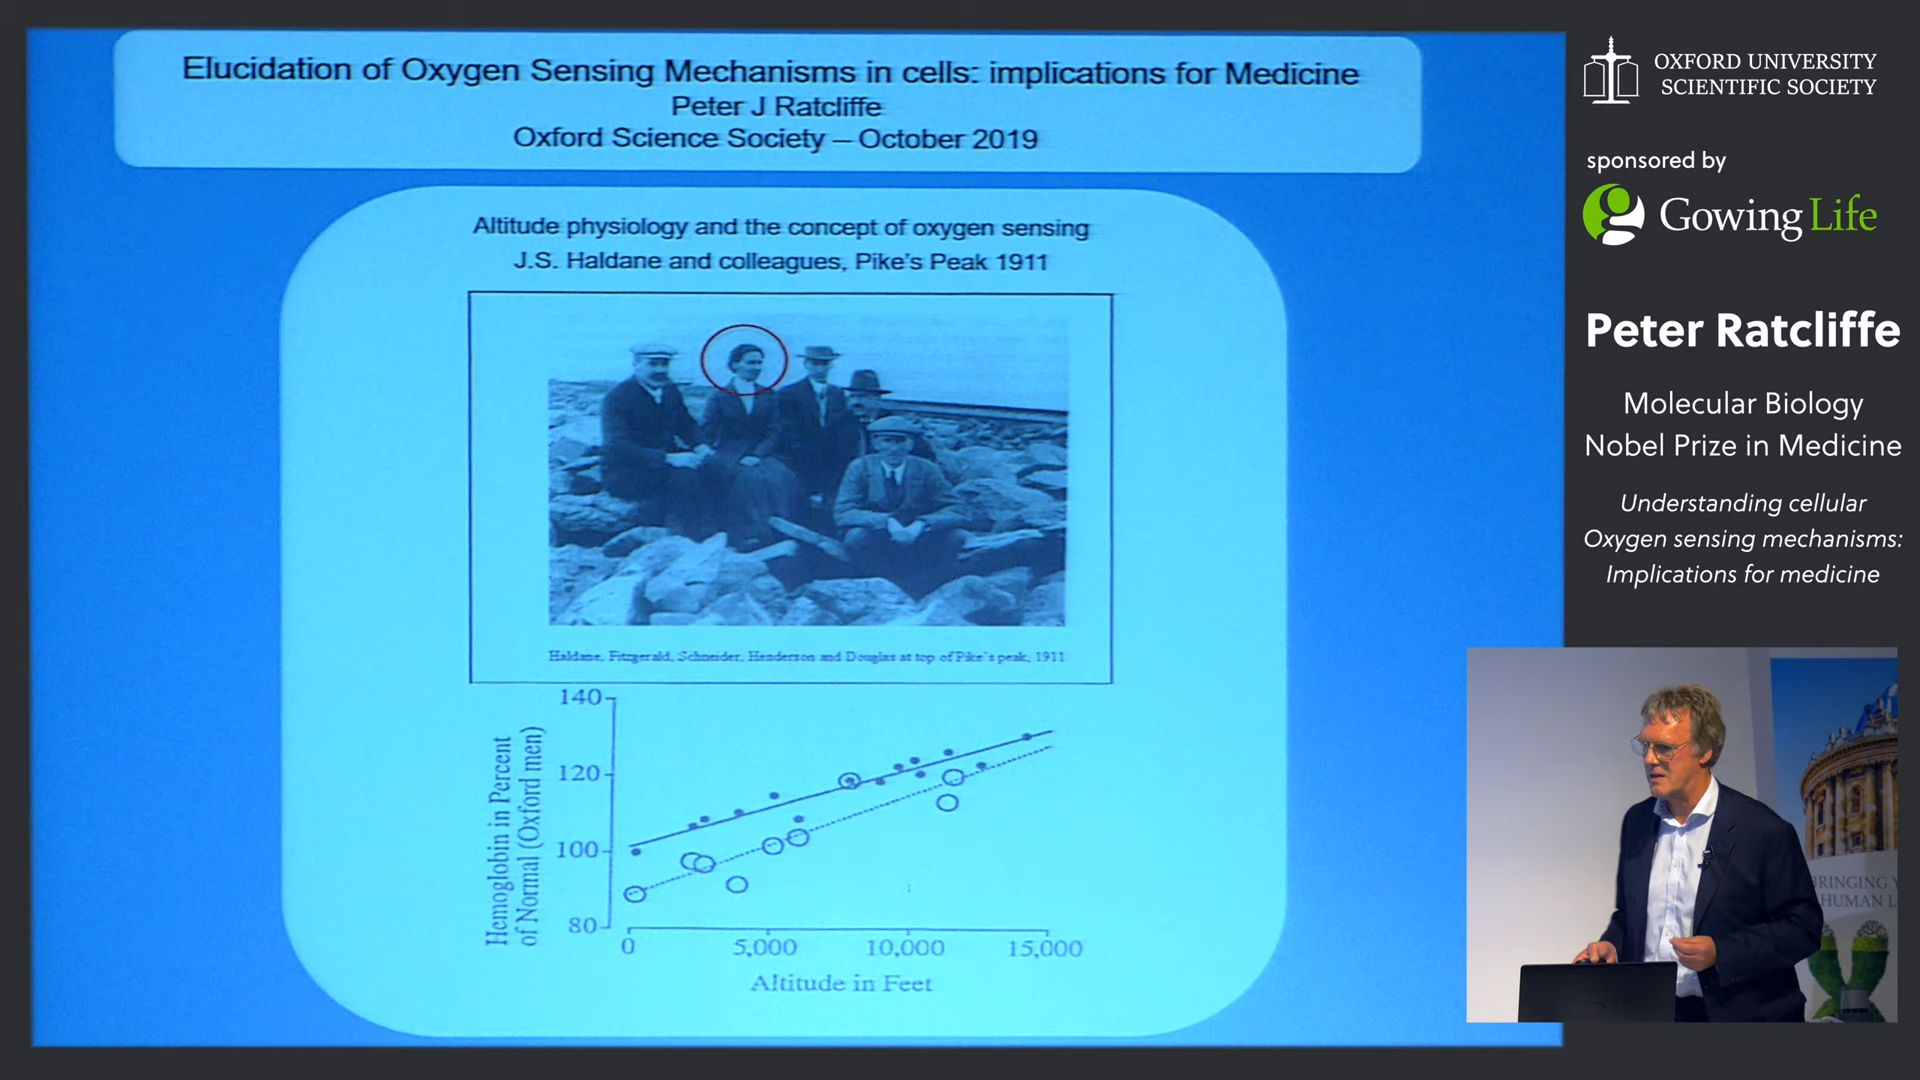 Elucidation of Oxygen Sensing Mechanisms in cells: implications for Medicine
Peter J Ratcliffe
Oxford Science Society – October 2019
Altitude physiology and the concept of oxygen sensing
J.S. Haldane and colleagues, Pike's Peak 1911
Haldane, Fitzgerald, Schneider, Henderson and Douglas at top of Pike's peak, 1911
Hemoglobin in Percent
of Normal (Oxford men)
140
120
100
80
0
5,000
10,000
15,000
Altitude in Feet
OXFORD UNIVERSITY
SCIENTIFIC SOCIETY
sponsored by
Gowing Life
Peter Ratcliffe
Molecular Biology
Nobel Prize in Medicine
Understanding cellular
Oxygen sensing mechanisms:
Implications for medicine
BRINGING
HUMAN